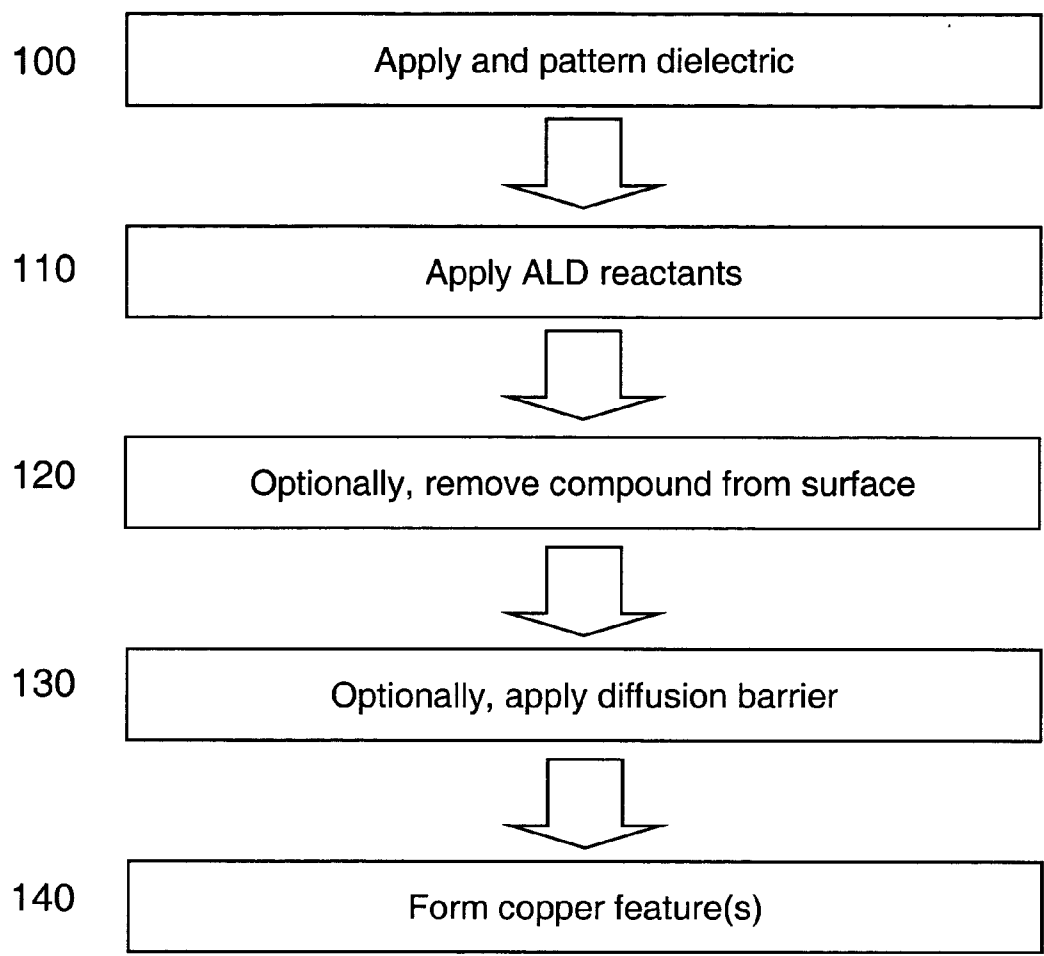 100 Apply and pattern dielectric
110 Apply ALD reactants
120 Optionally, remove compound from surface
130 Optionally, apply diffusion barrier
140 Form copper feature(s)